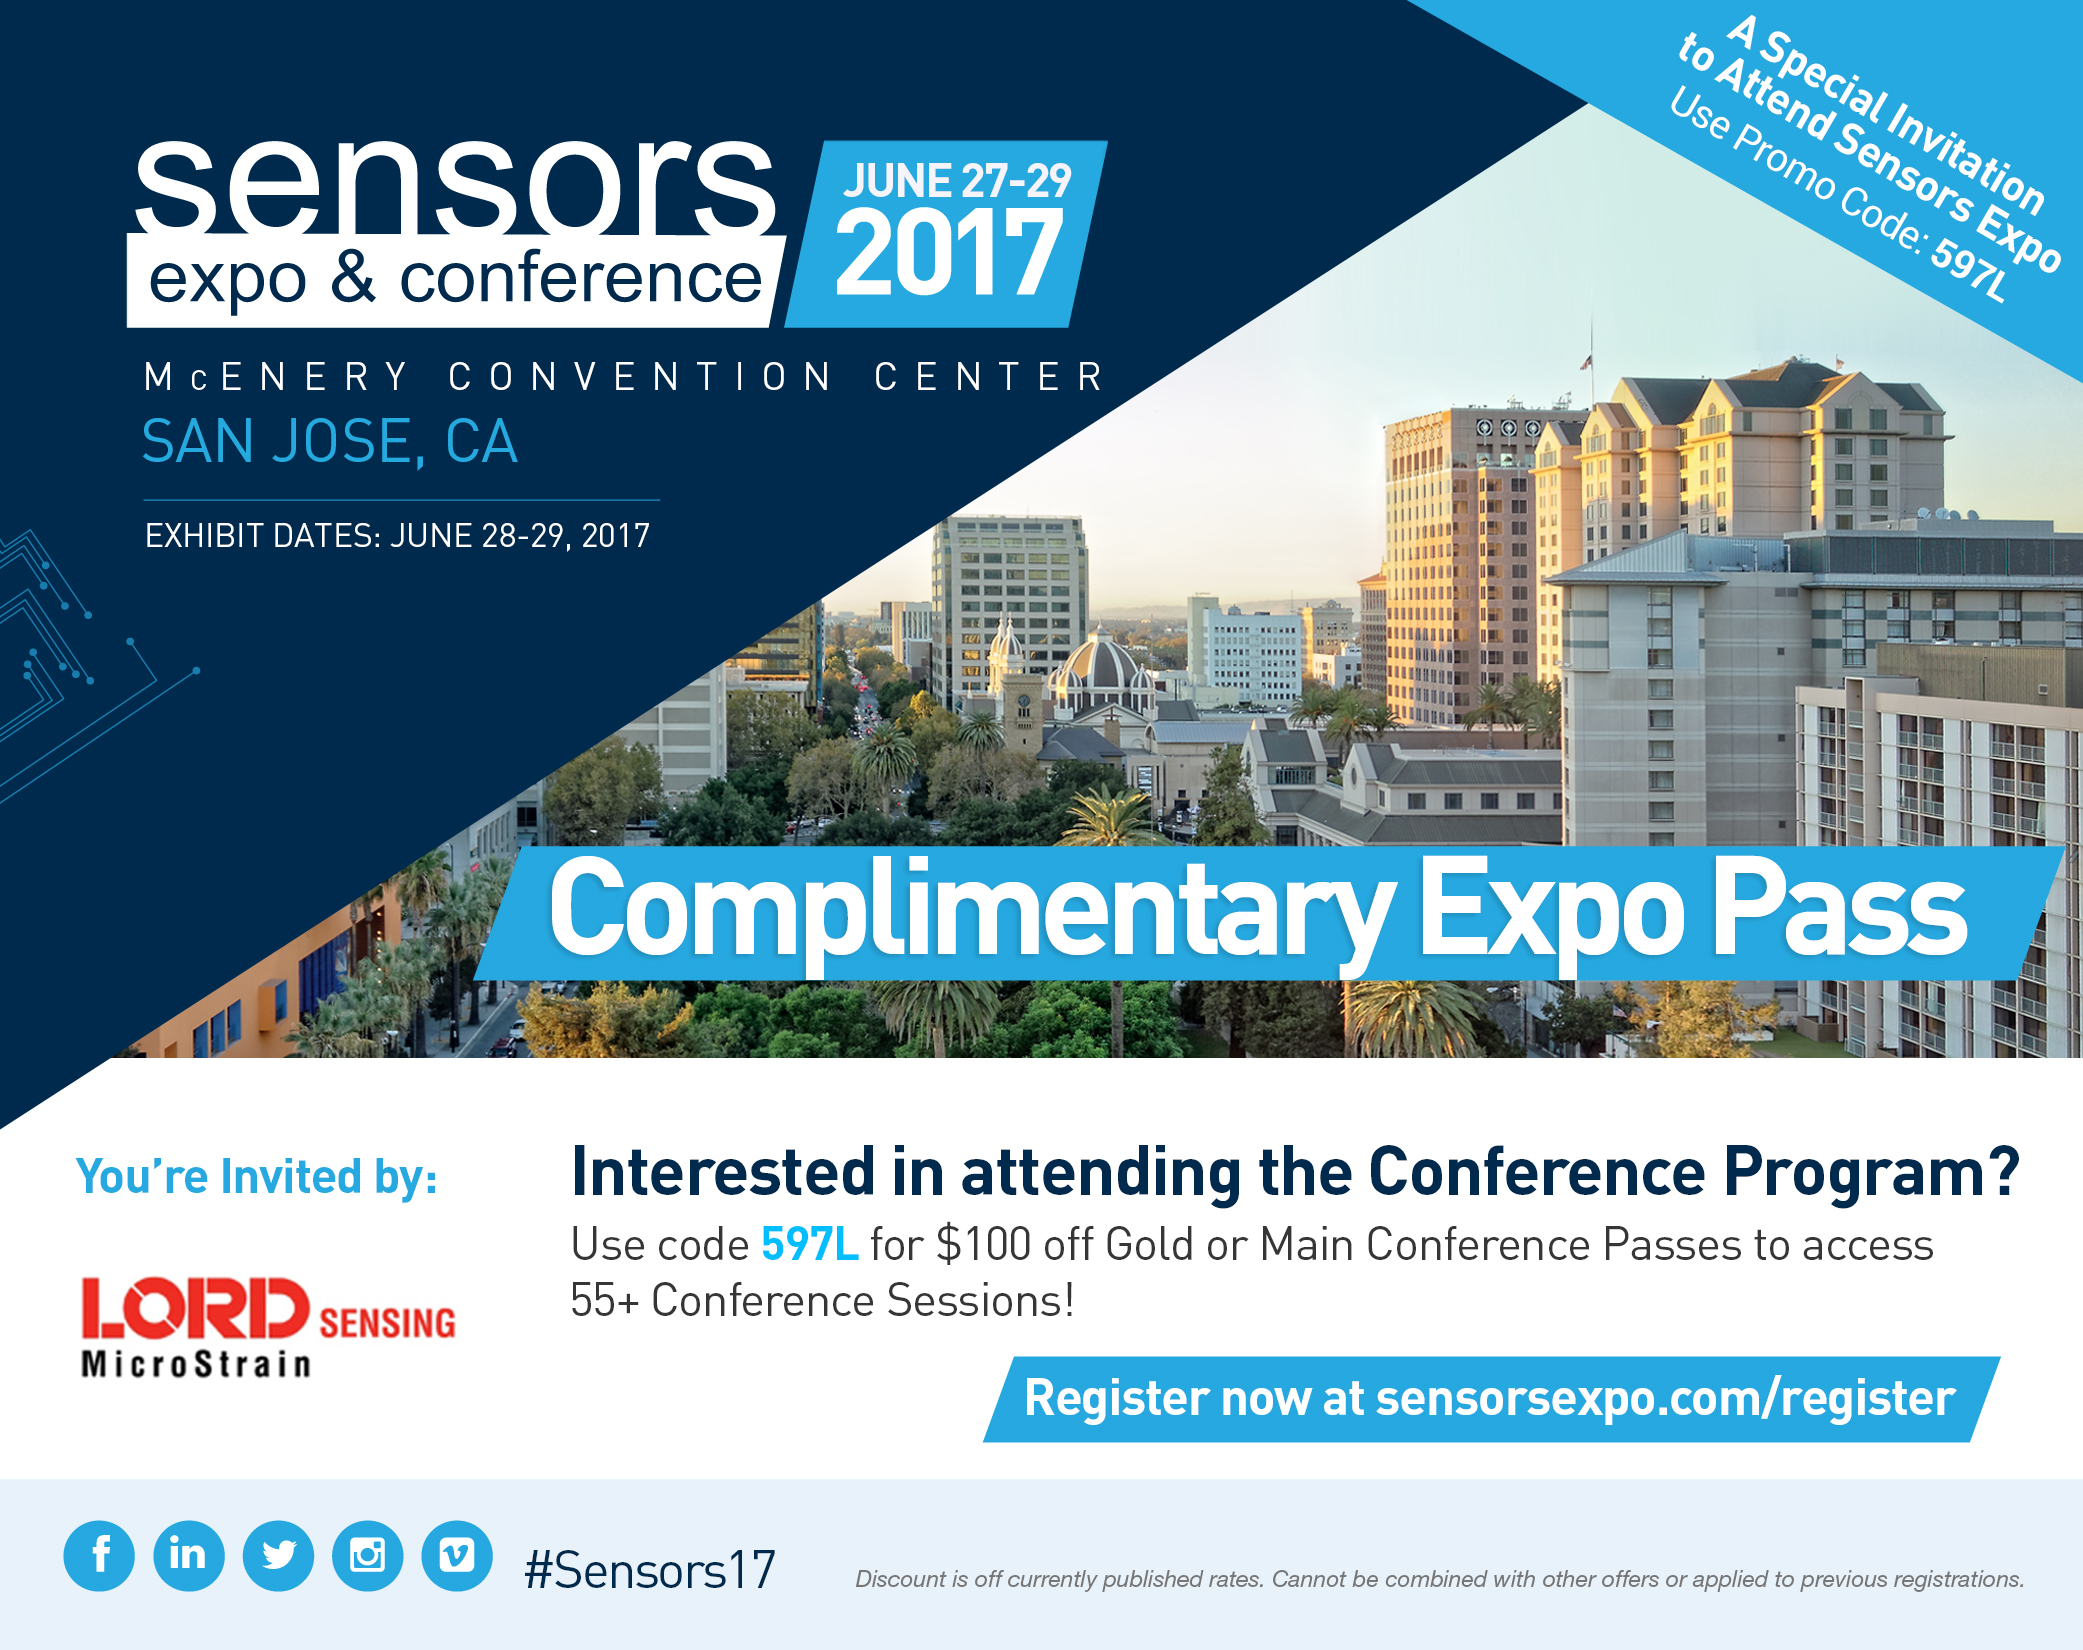 A Special Invitation
to Attend Sensors Expo
Use Promo Code: 597L
sensors
expo & conference
JUNE 27-29
2017
McENERY CONVENTION CENTER
SAN JOSE, CA
EXHIBIT DATES: JUNE 28-29, 2017
Complimentary Expo Pass
You're Invited by:
LORD SENSING
MicroStrain
Interested in attending the Conference Program?
Use code 597L for $100 off Gold or Main Conference Passes to access
55+ Conference Sessions!
Register now at sensorsexpo.com/register
#Sensors17
Discount is off currently published rates. Cannot be combined with other offers or applied to previous registrations.